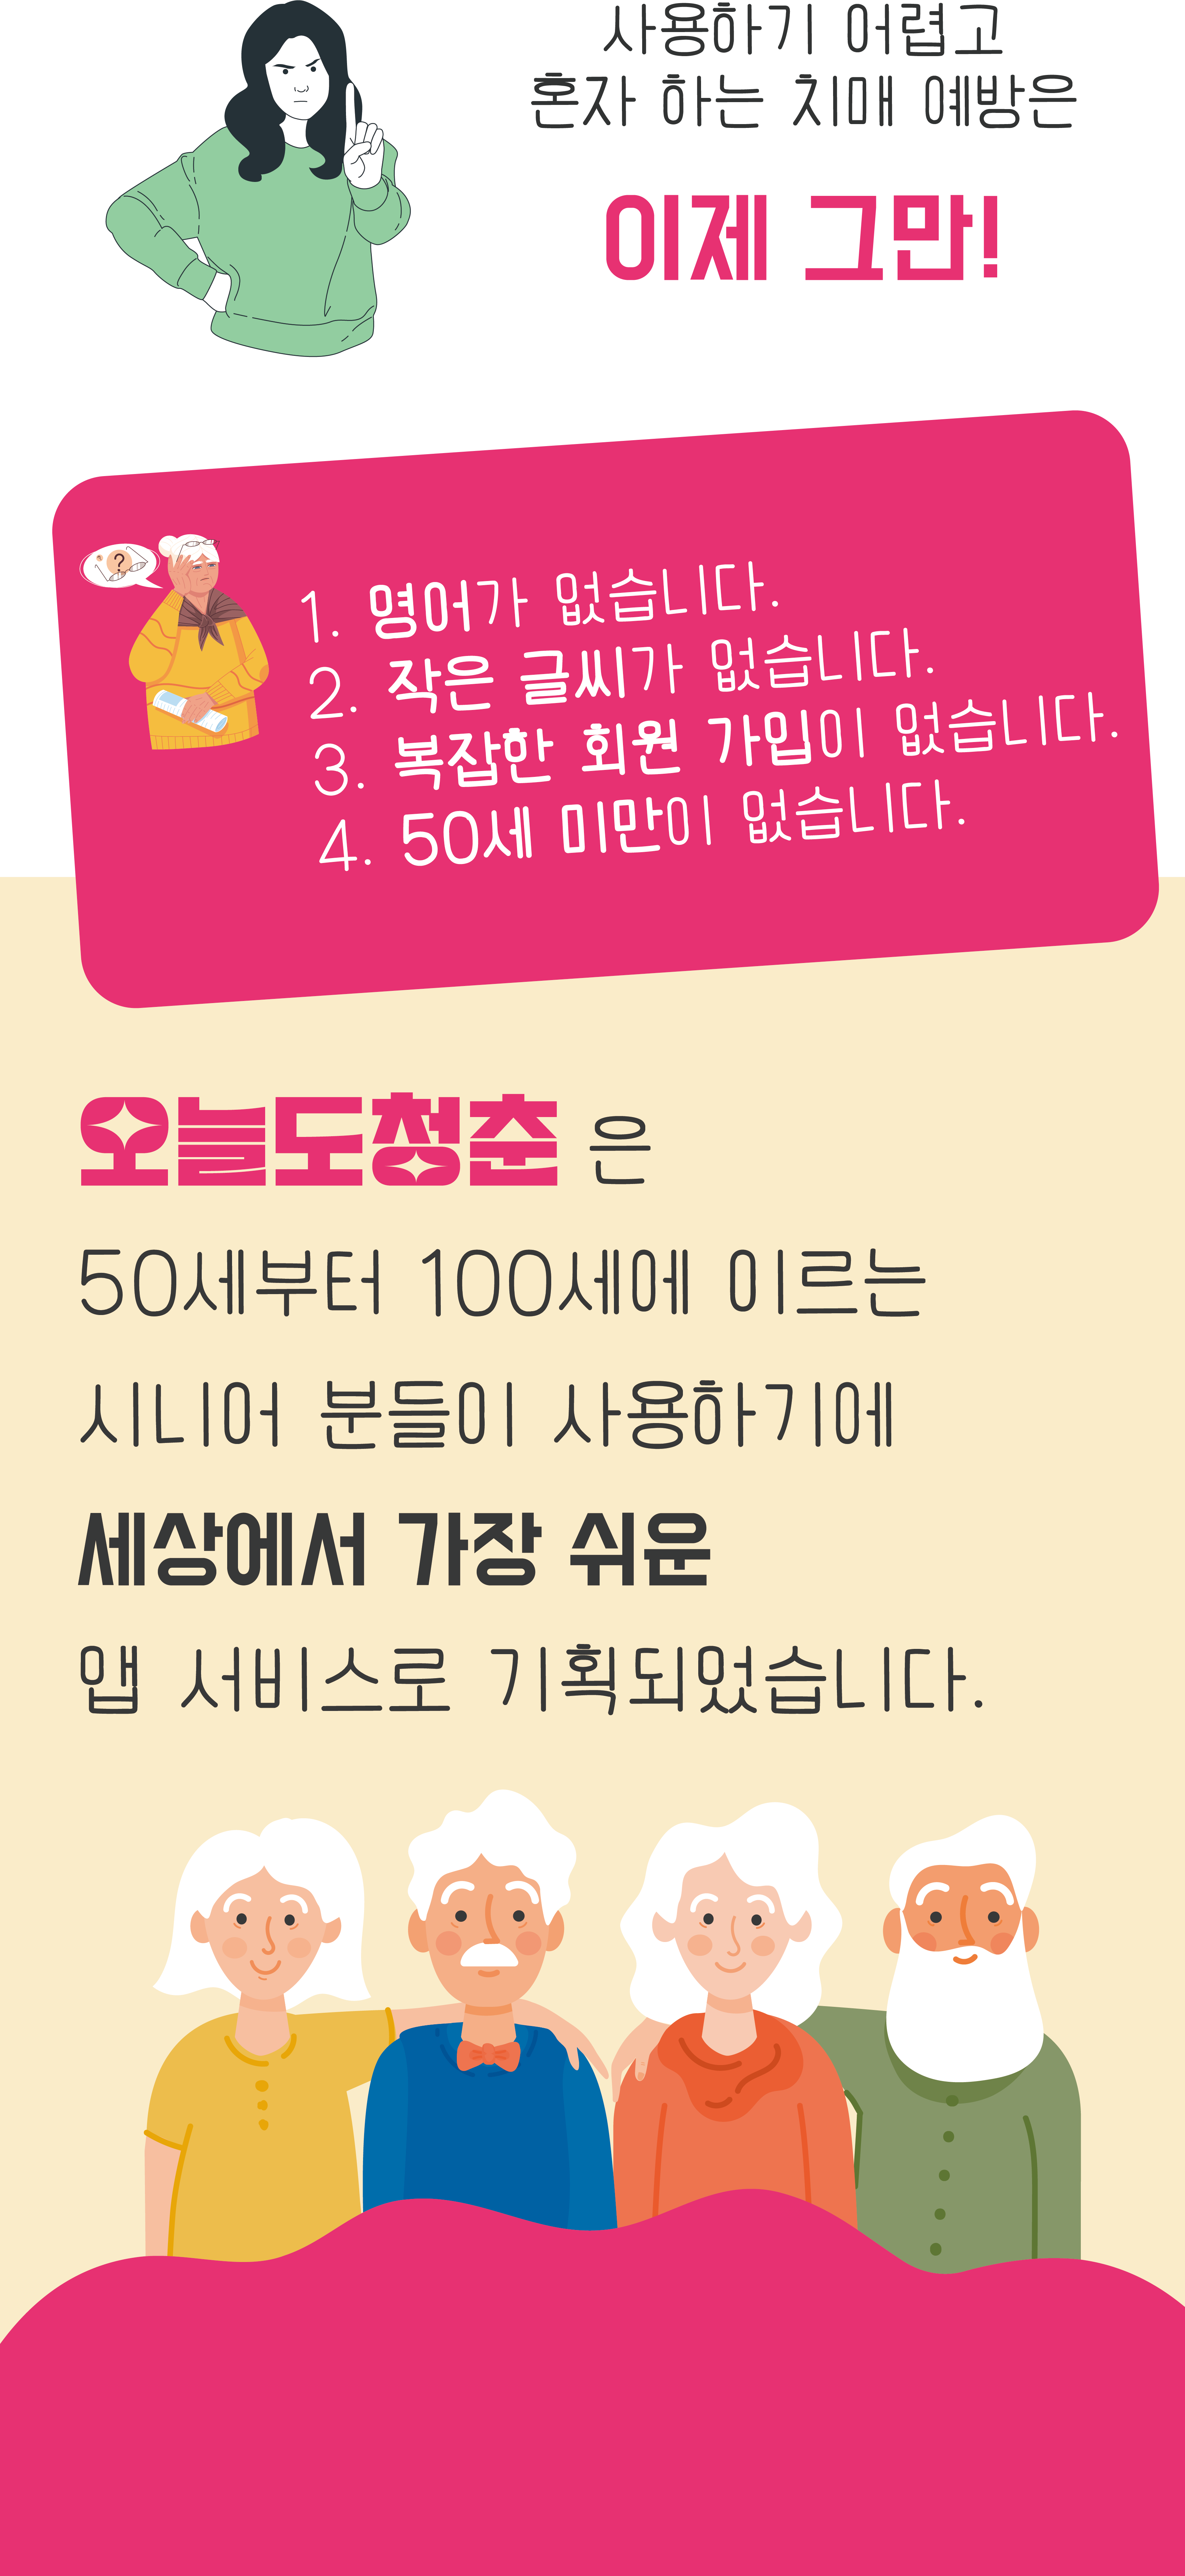 사용하기 어렵고
혼자 하는 치매 예방은
이제 그만!
?
1. 영어가 없습니다.
2. 작은 글씨가 없습니다.
3. 복잡한 회원 가입이 없습니다.
4. 50세 미만이 없습니다.
오늘도청춘 은
50세부터 100세에 이르는
시니어 분들이 사용하기에
세상에서 가장 쉬운
앱 서비스로 기획되었습니다.